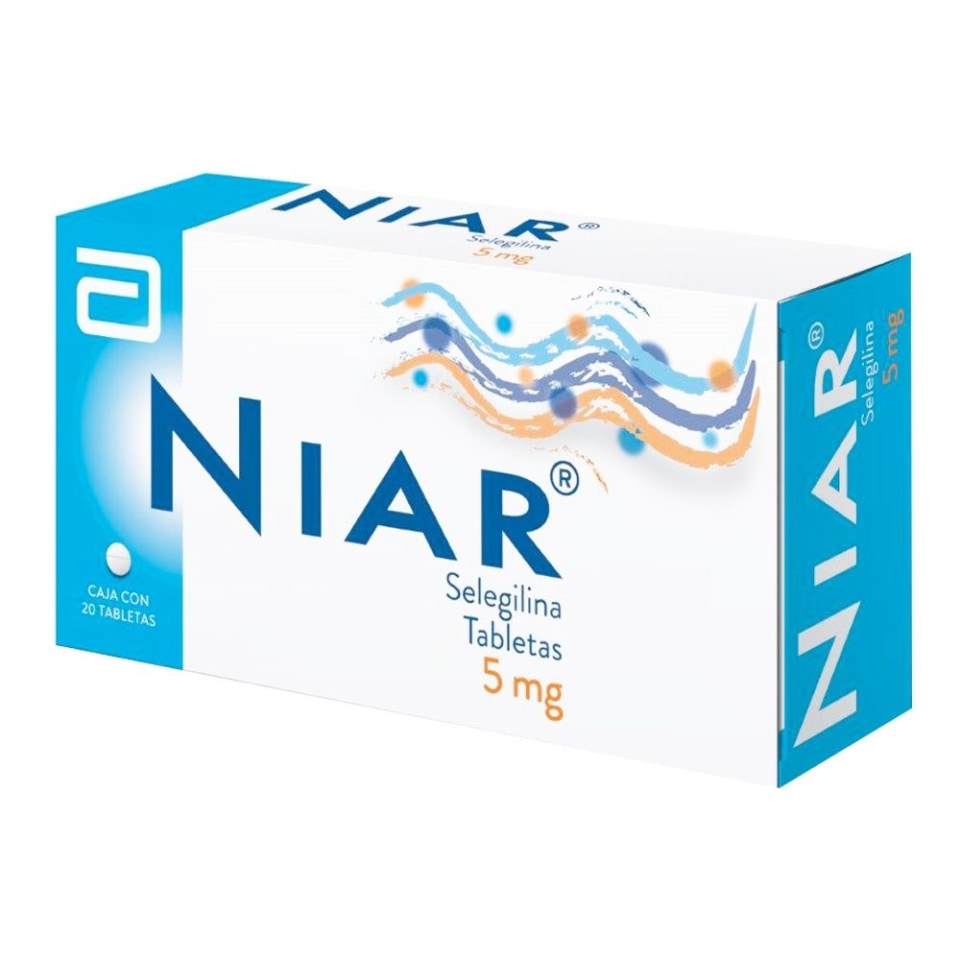 NIAR®
Selegilina
5 mg
NIAR®
Selegilina
Tabletas
5 mg
CAJA CON
20 TABLETAS
NIAR®
Selegilina
5 mg